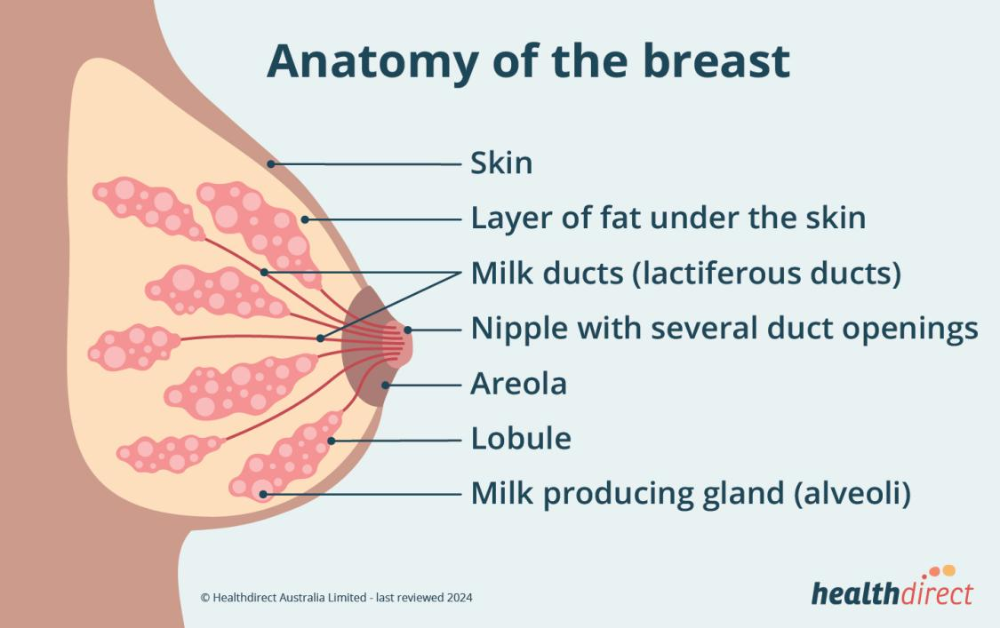 Anatomy of the breast
Skin
Layer of fat under the skin
Milk ducts (lactiferous ducts)
Nipple with several duct openings
Areola
Lobule
Milk producing gland (alveoli)
© Healthdirect Australia Limited - last reviewed 2024
healthdirect